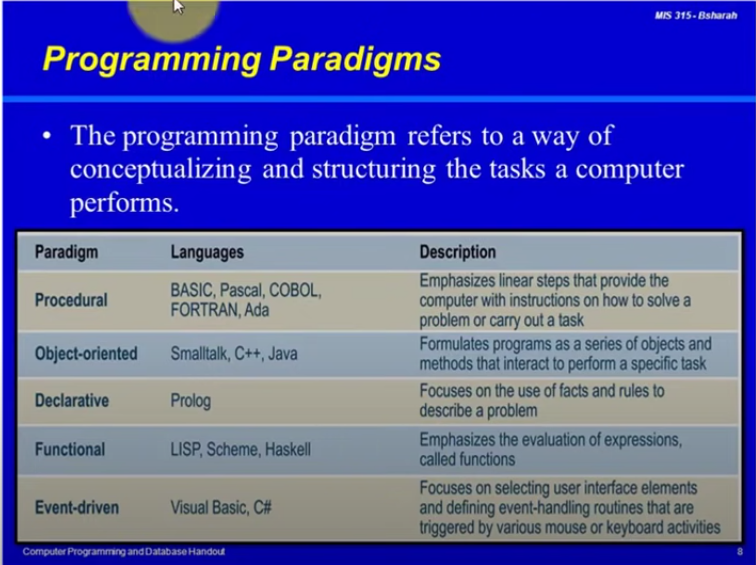 MIS 315 - Bsharah
Programming Paradigms
• The programming paradigm refers to a way of
conceptualizing and structuring the tasks a computer
performs.
Paradigm Languages Description
Procedural
BASIC, Pascal, COBOL,
FORTRAN, Ada
Emphasizes linear steps that provide the
computer with instructions on how to solve a
problem or carry out a task
Object-oriented
Smalltalk, C++, Java
Formulates programs as a series of objects and
methods that interact to perform a specific task
Declarative
Prolog
Focuses on the use of facts and rules to
describe a problem
Functional
LISP, Scheme, Haskell
Emphasizes the evaluation of expressions,
called functions
Event-driven
Visual Basic, C#
Focuses on selecting user interface elements
and defining event-handling routines that are
triggered by various mouse or keyboard activities
Computer Programming and Database Handout
8